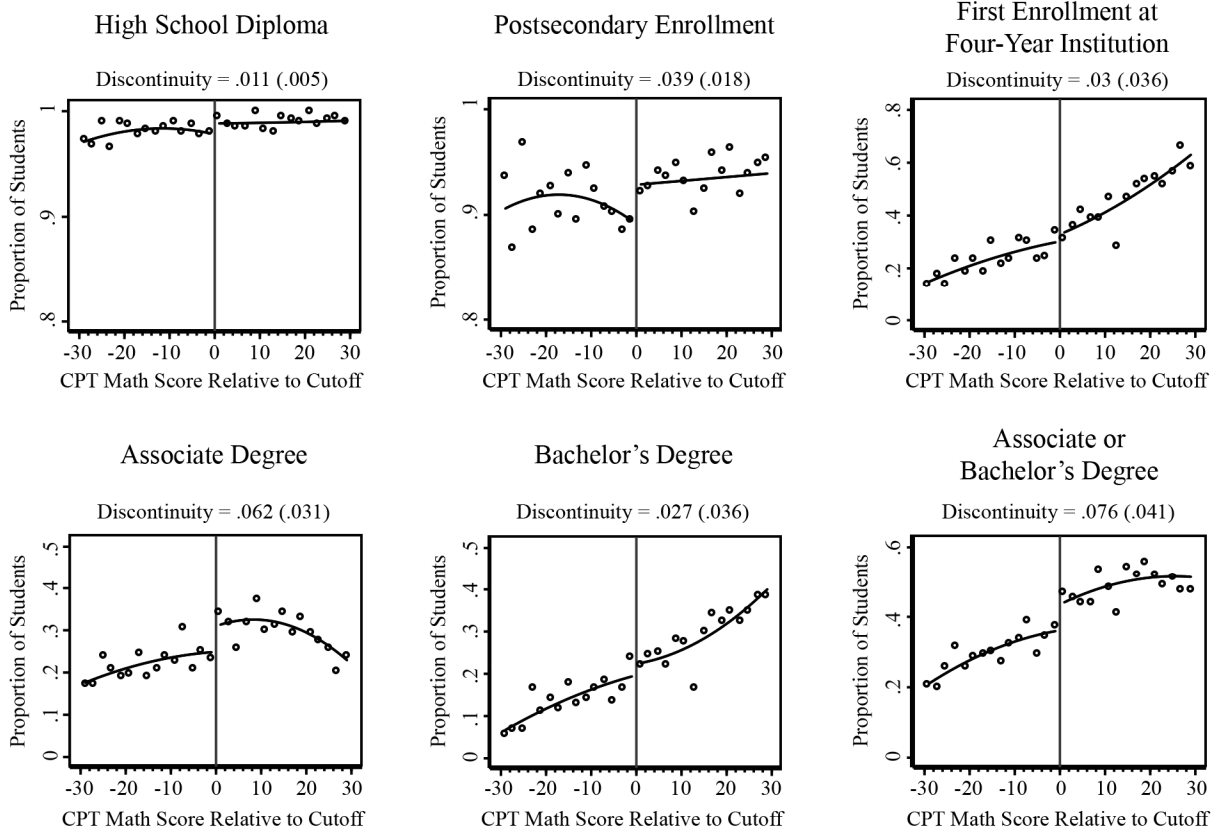 High School Diploma
Discontinuity = .011 (.005)
Proportion of Students
1
.9
.8
-30 -20 -10 0 10 20 30
CPT Math Score Relative to Cutoff
Postsecondary Enrollment
Discontinuity = .039 (.018)
Proportion of Students
1
.9
.8
-30 -20 -10 0 10 20 30
CPT Math Score Relative to Cutoff
First Enrollment at
Four-Year Institution
Discontinuity = .03 (.036)
Proportion of Students
.8
.6
.4
.2
0
-30 -20 -10 0 10 20 30
CPT Math Score Relative to Cutoff
Associate Degree
Discontinuity = .062 (.031)
Proportion of Students
.5
.4
.3
.2
.1
0
-30 -20 -10 0 10 20 30
CPT Math Score Relative to Cutoff
Bachelor’s Degree
Discontinuity = .027 (.036)
Proportion of Students
.5
.4
.3
.2
.1
0
-30 -20 -10 0 10 20 30
CPT Math Score Relative to Cutoff
Associate or
Bachelor’s Degree
Discontinuity = .076 (.041)
Proportion of Students
.6
.4
.2
0
-30 -20 -10 0 10 20 30
CPT Math Score Relative to Cutoff